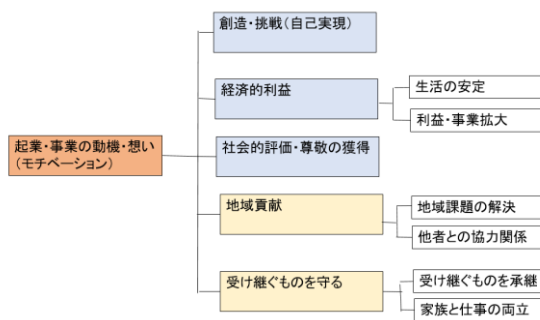 創造・挑戦(自己実現)
経済的利益
生活の安定
利益・事業拡大
起業・事業の動機・想い
(モチベーション)
社会的評価・尊敬の獲得
地域貢献
地域課題の解決
他者との協力関係
受け継ぐものを守る
受け継ぐものを承継
家族と仕事の両立